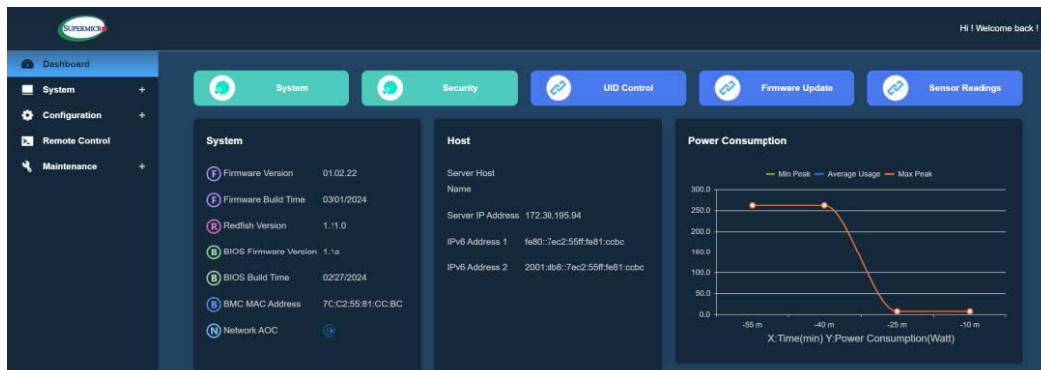 SUPERMICR
Hi ! Welcome back !
Dashboard
System +
Configuration +
Remote Control
Maintenance +
System
Security
UID Control
Firmware Update
Sensor Readings
System
F Firmware Version 01.02.22
F Firmware Build Time 03/01/2024
R Redfish Version 1.11.0
B BIOS Firmware Version
B BIOS Build Time 02/27/2024
B BMC MAC Address 7C:C2:55:81:CC:BC
N Network AOC
Host
Server Host
Name
Server IP Address 172.30.195.94
IPv6 Address 1 fe80::7ec2:55ff:fe81:ccbc
IPv6 Address 2 2001:db8::7ec2:55ff:fe81:ccbc
Power Consumption
Min Peak Average Usage Max Peak
300.0
250.0
200.0
150.0
100.0
50.0
0.0
-55 m -40 m -25 m -10 m
X:Time(min) Y:Power Consumption(Watt)